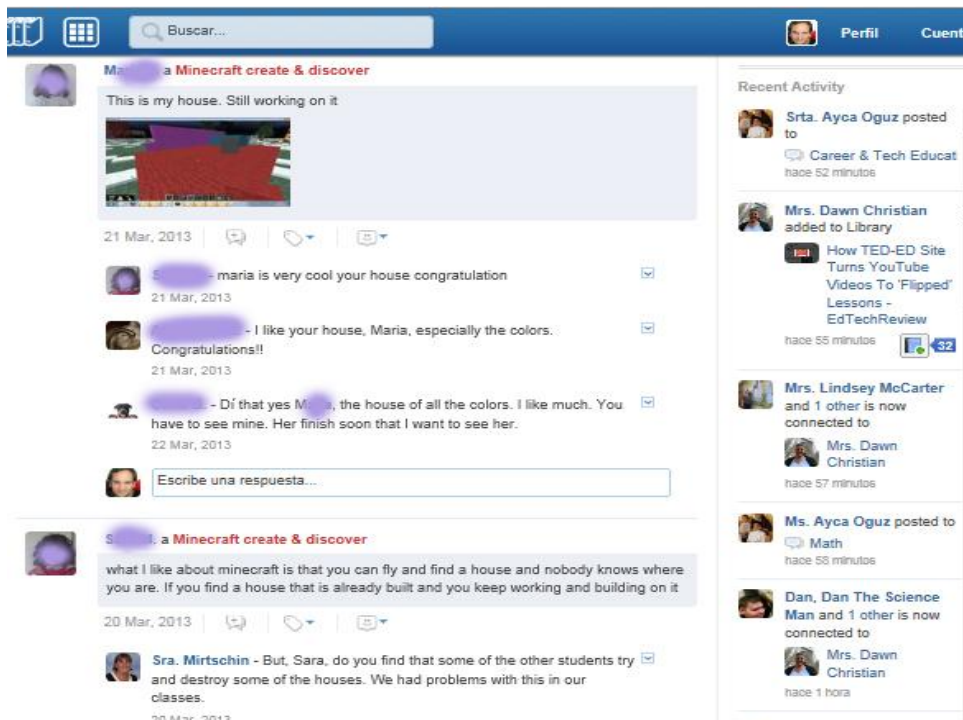 Buscar...
Perfil
Cuent
a Minecraft create & discover
This is my house. Still working on it
21 Mar, 2013
- maria is very cool your house congratulation
21 Mar, 2013
- I like your house, Maria, especially the colors.
Congratulations!!
21 Mar, 2013
- Dí that yes M, the house of all the colors. I like much. You
have to see mine. Her finish soon that I want to see her.
22 Mar, 2013
Escribe una respuesta...
a Minecraft create & discover
what I like about minecraft is that you can fly and find a house and nobody knows where
you are. If you find a house that is already built and you keep working and building on it
20 Mar, 2013
Sra. Mirtschin - But, Sara, do you find that some of the other students try
and destroy some of the houses. We had problems with this in our
classes.
20 Mar, 2013
Recent Activity
Srta. Ayca Oguz posted
to
Career & Tech Educat
hace 52 minutos
Mrs. Dawn Christian
added to Library
How TED-ED Site
Turns YouTube
Videos To 'Flipped'
Lessons -
EdTechReview
hace 55 minutos
32
Mrs. Lindsey McCarter
and 1 other is now
connected to
Mrs. Dawn
Christian
hace 57 minutos
Ms. Ayca Oguz posted to
Math
hace 58 minutos
Dan, Dan The Science
Man and 1 other is now
connected to
Mrs. Dawn
Christian
hace 1 hora